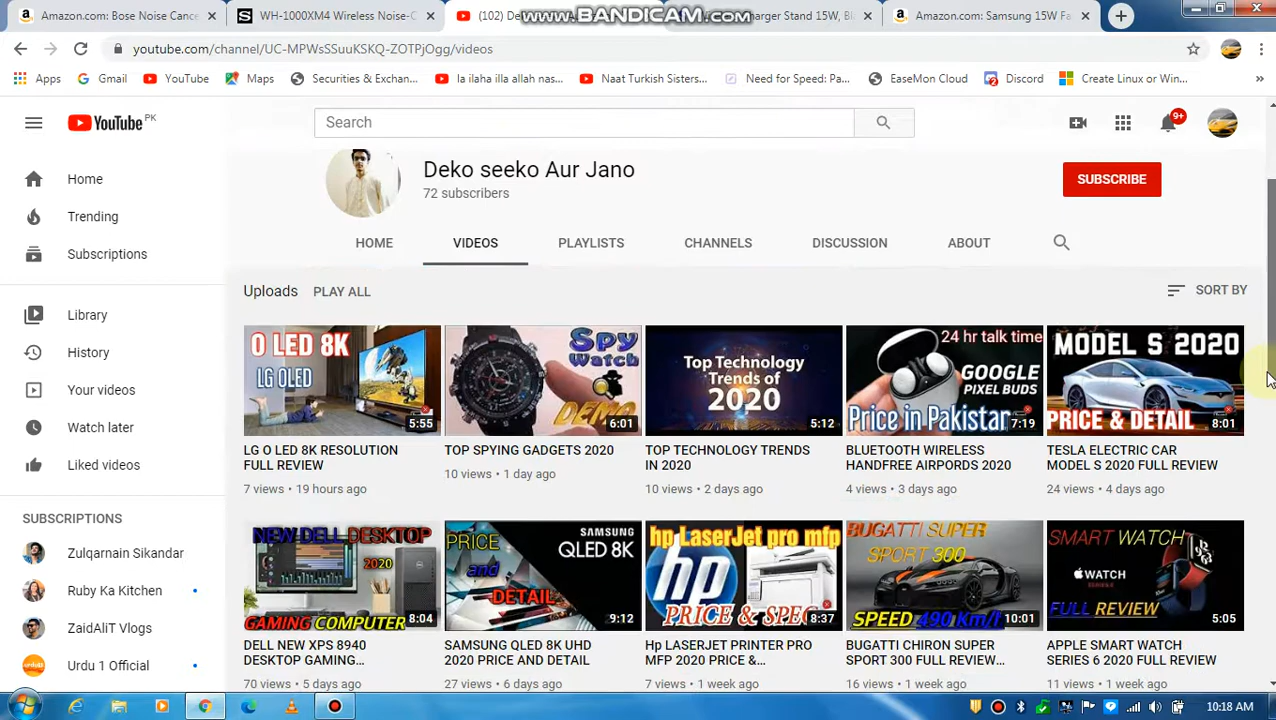 Amazon.com: Bose Noise Cance
WH-1000XM4 Wireless Noise-C
(102) De
www.BANDICAM.com
arger Stand 15W, Bl
Amazon.com: Samsung 15W Fa
youtube.com/channel/UC-MPWsSSuuKSKQ-ZOTPjOgg/videos
Apps
Gmail
YouTube
Maps
Securities & Exchan...
la ilaha illa allah nas...
Naat Turkish Sisters...
Need for Speed: Pa...
EaseMon Cloud
Discord
Create Linux or Win...
»
YouTube PK
Search
9+
Home
Trending
Subscriptions
Library
History
Your videos
Watch later
Liked videos
SUBSCRIPTIONS
Zulqarnain Sikandar
Ruby Ka Kitchen
ZaidAliT Vlogs
Urdu 1 Official
Deko seeko Aur Jano
72 subscribers
SUBSCRIBE
HOME
VIDEOS
PLAYLISTS
CHANNELS
DISCUSSION
ABOUT
Uploads
PLAY ALL
SORT BY
O LED 8K
LG OLED
5:55
LG O LED 8K RESOLUTION
FULL REVIEW
7 views • 19 hours ago
Spy
Watch
DEMO
6:01
TOP SPYING GADGETS 2020
10 views • 1 day ago
Top Technology
Trends of
2020
5:12
TOP TECHNOLOGY TRENDS
IN 2020
10 views • 2 days ago
24 hr talk time
GOOGLE
PIXEL BUDS
Price in Pakistan
7:19
BLUETOOTH WIRELESS
HANDFREE AIRPORDS 2020
4 views • 3 days ago
MODEL S 2020
PRICE & DETAIL
8:01
TESLA ELECTRIC CAR
MODEL S 2020 FULL REVIEW
24 views • 4 days ago
NEW DELL DESKTOP
2020
GAMING COMPUTER
8:04
DELL NEW XPS 8940
DESKTOP GAMING...
70 views • 5 days ago
SAMSUNG
QLED 8K
PRICE
and
DETAIL
9:12
SAMSUNG QLED 8K UHD
2020 PRICE AND DETAIL
27 views • 6 days ago
hp LaserJet pro mfp
hp
PRICE & SPEC
8:37
Hp LASERJET PRINTER PRO
MFP 2020 PRICE &...
7 views • 1 week ago
BUGATTI SUPER
SPORT 300
SPEED 490 Km/h
10:01
BUGATTI CHIRON SUPER
SPORT 300 FULL REVIEW...
16 views • 1 week ago
SMART WATCH
WATCH
FULL REVIEW
5:05
APPLE SMART WATCH
SERIES 6 2020 FULL REVIEW
11 views • 1 week ago
10:18 AM